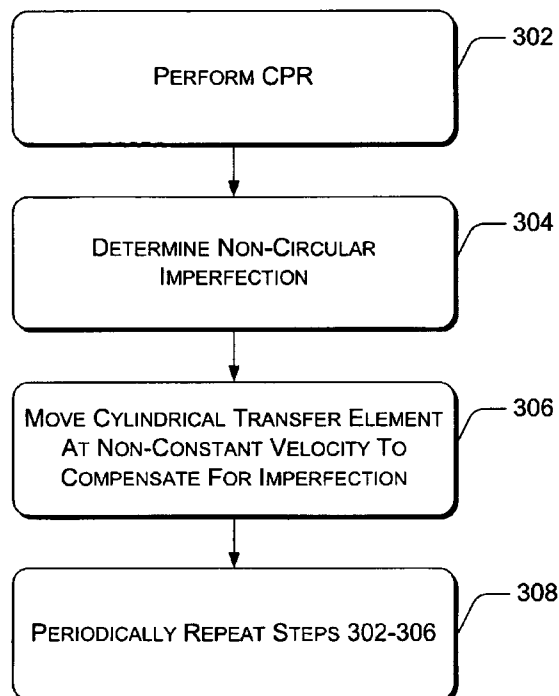 PERFORM CPR
302
DETERMINE NON-CIRCULAR
IMPERFECTION
304
MOVE CYLINDRICAL TRANSFER ELEMENT
AT NON-CONSTANT VELOCITY TO
COMPENSATE FOR IMPERFECTION
306
PERIODICALLY REPEAT STEPS 302-306
308